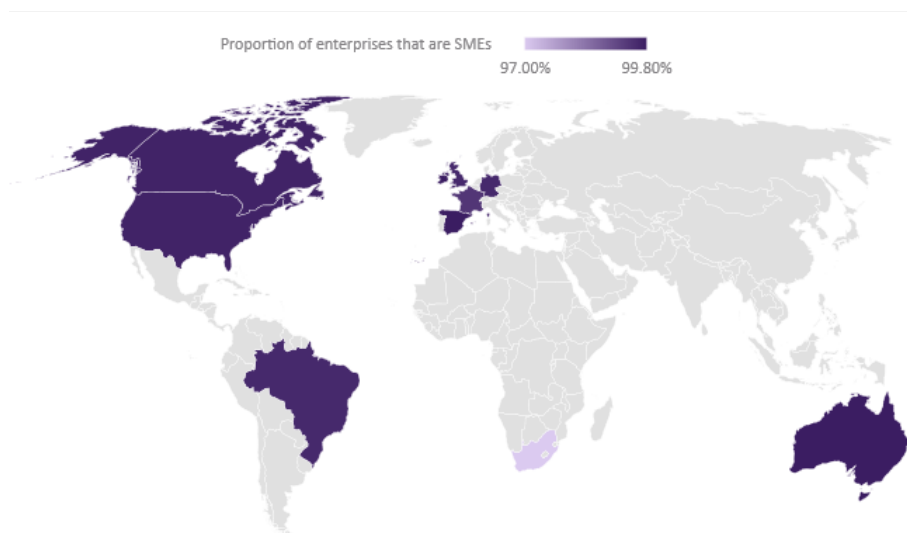 Proportion of enterprises that are SMEs
97.00% 99.80%